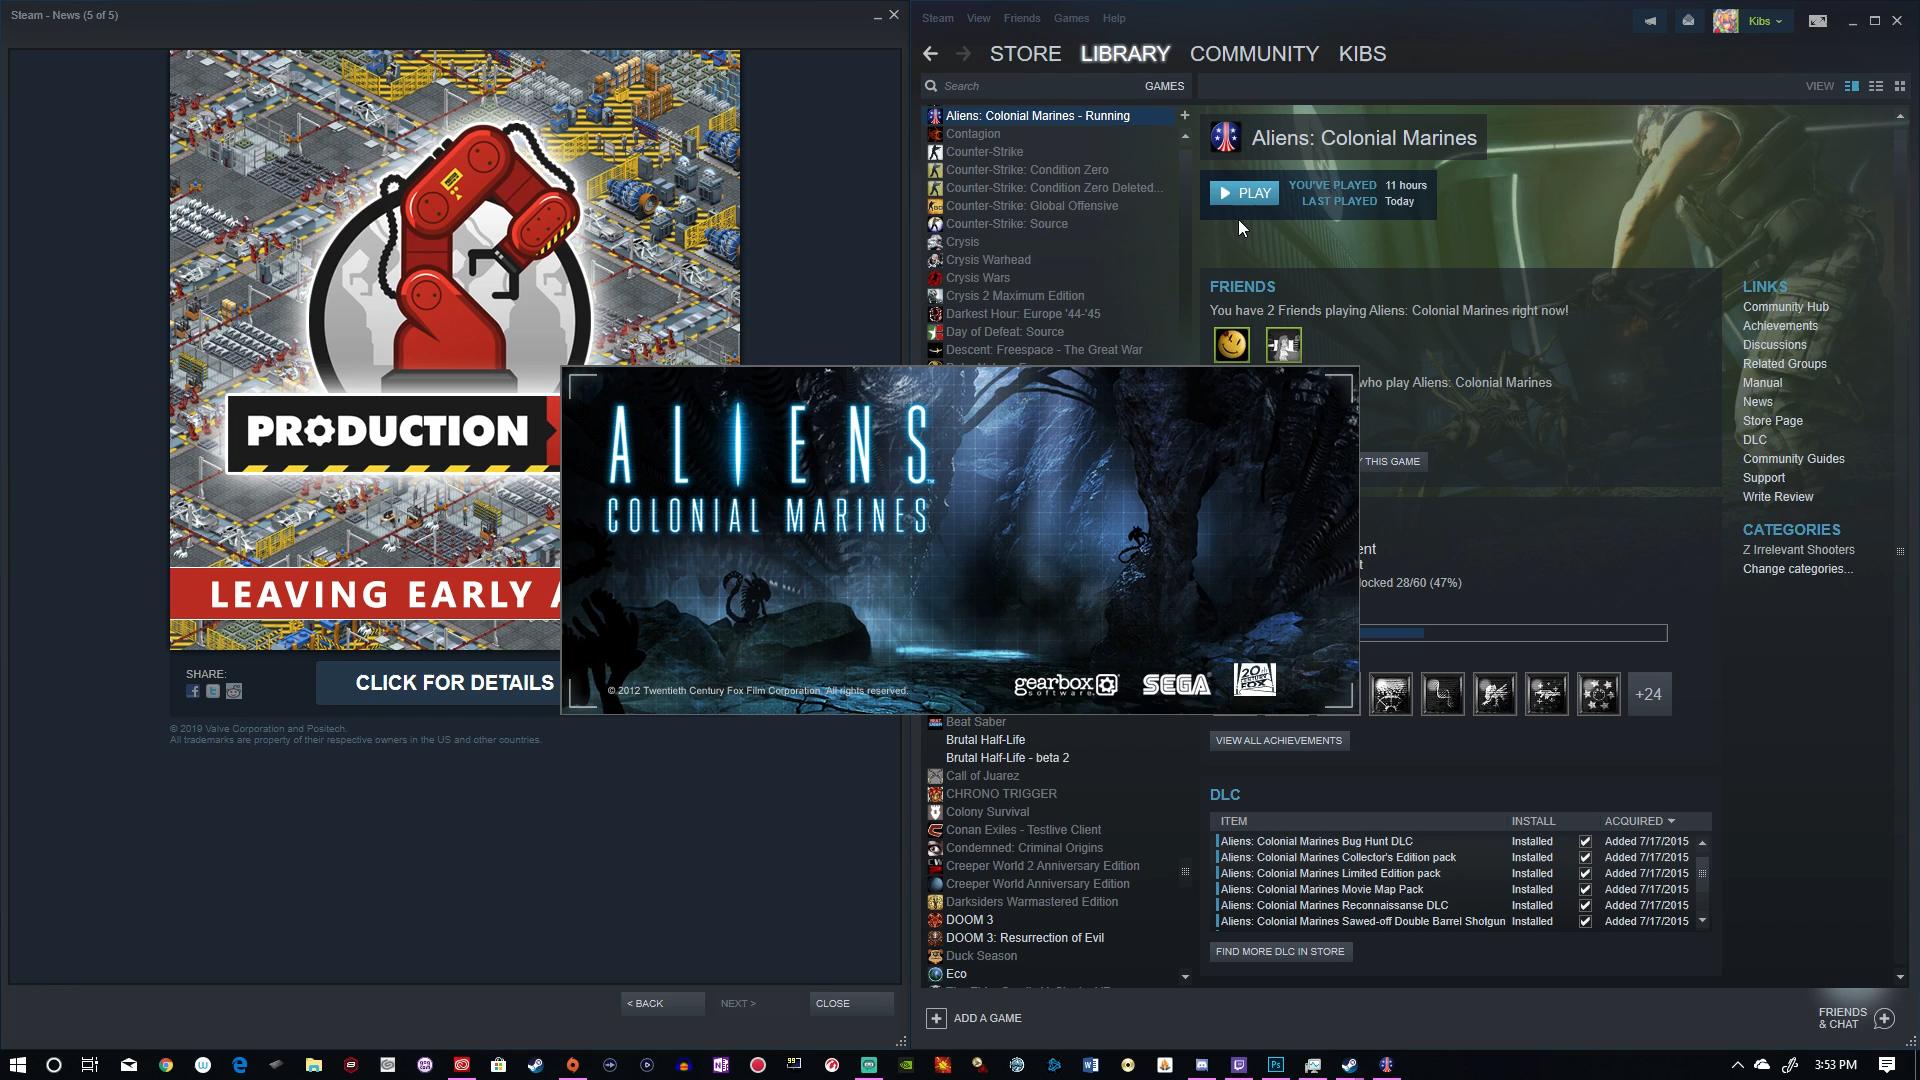 Steam - News (5 of 5)
PRODUCTION
LEAVING EARLY A
SHARE:
CLICK FOR DETAILS
© 2019 Valve Corporation and Positech.
All trademarks are property of their respective owners in the US and other countries.
< BACK
NEXT >
CLOSE
Steam View Friends Games Help
Kibs
STORE LIBRARY COMMUNITY KIBS
Search
GAMES
VIEW
Aliens: Colonial Marines - Running
Contagion
Counter-Strike
Counter-Strike: Condition Zero
Counter-Strike: Condition Zero Deleted...
Counter-Strike: Global Offensive
Counter-Strike: Source
Crysis
Crysis Warhead
Crysis Wars
Crysis 2 Maximum Edition
Darkest Hour: Europe '44-'45
Day of Defeat: Source
Descent: Freespace - The Great War
ALIENS™
COLONIAL MARINES
© 2012 Twentieth Century Fox Film Corporation. All rights reserved.
gearbox software
SEGA
20th CENTURY FOX
Beat Saber
Brutal Half-Life
Brutal Half-Life - beta 2
Call of Juarez
CHRONO TRIGGER
Colony Survival
Conan Exiles - Testlive Client
Condemned: Criminal Origins
Creeper World 2 Anniversary Edition
Creeper World Anniversary Edition
Darksiders Warmastered Edition
DOOM 3
DOOM 3: Resurrection of Evil
Duck Season
Eco
ADD A GAME
Aliens: Colonial Marines
PLAY
YOU'VE PLAYED 11 hours
LAST PLAYED Today
FRIENDS
You have 2 Friends playing Aliens: Colonial Marines right now!
who play Aliens: Colonial Marines
THIS GAME
ent
t
locked 28/60 (47%)
+24
VIEW ALL ACHIEVEMENTS
DLC
ITEM INSTALL ACQUIRED
Aliens: Colonial Marines Bug Hunt DLC Installed Added 7/17/2015
Aliens: Colonial Marines Collector's Edition pack Installed Added 7/17/2015
Aliens: Colonial Marines Limited Edition pack Installed Added 7/17/2015
Aliens: Colonial Marines Movie Map Pack Installed Added 7/17/2015
Aliens: Colonial Marines Reconnaissanse DLC Installed Added 7/17/2015
Aliens: Colonial Marines Sawed-off Double Barrel Shotgun Installed Added 7/17/2015
FIND MORE DLC IN STORE
LINKS
Community Hub
Achievements
Discussions
Related Groups
Manual
News
Store Page
DLC
Community Guides
Support
Write Review
CATEGORIES
Z Irrelevant Shooters
Change categories...
FRIENDS
& CHAT
3:53 PM